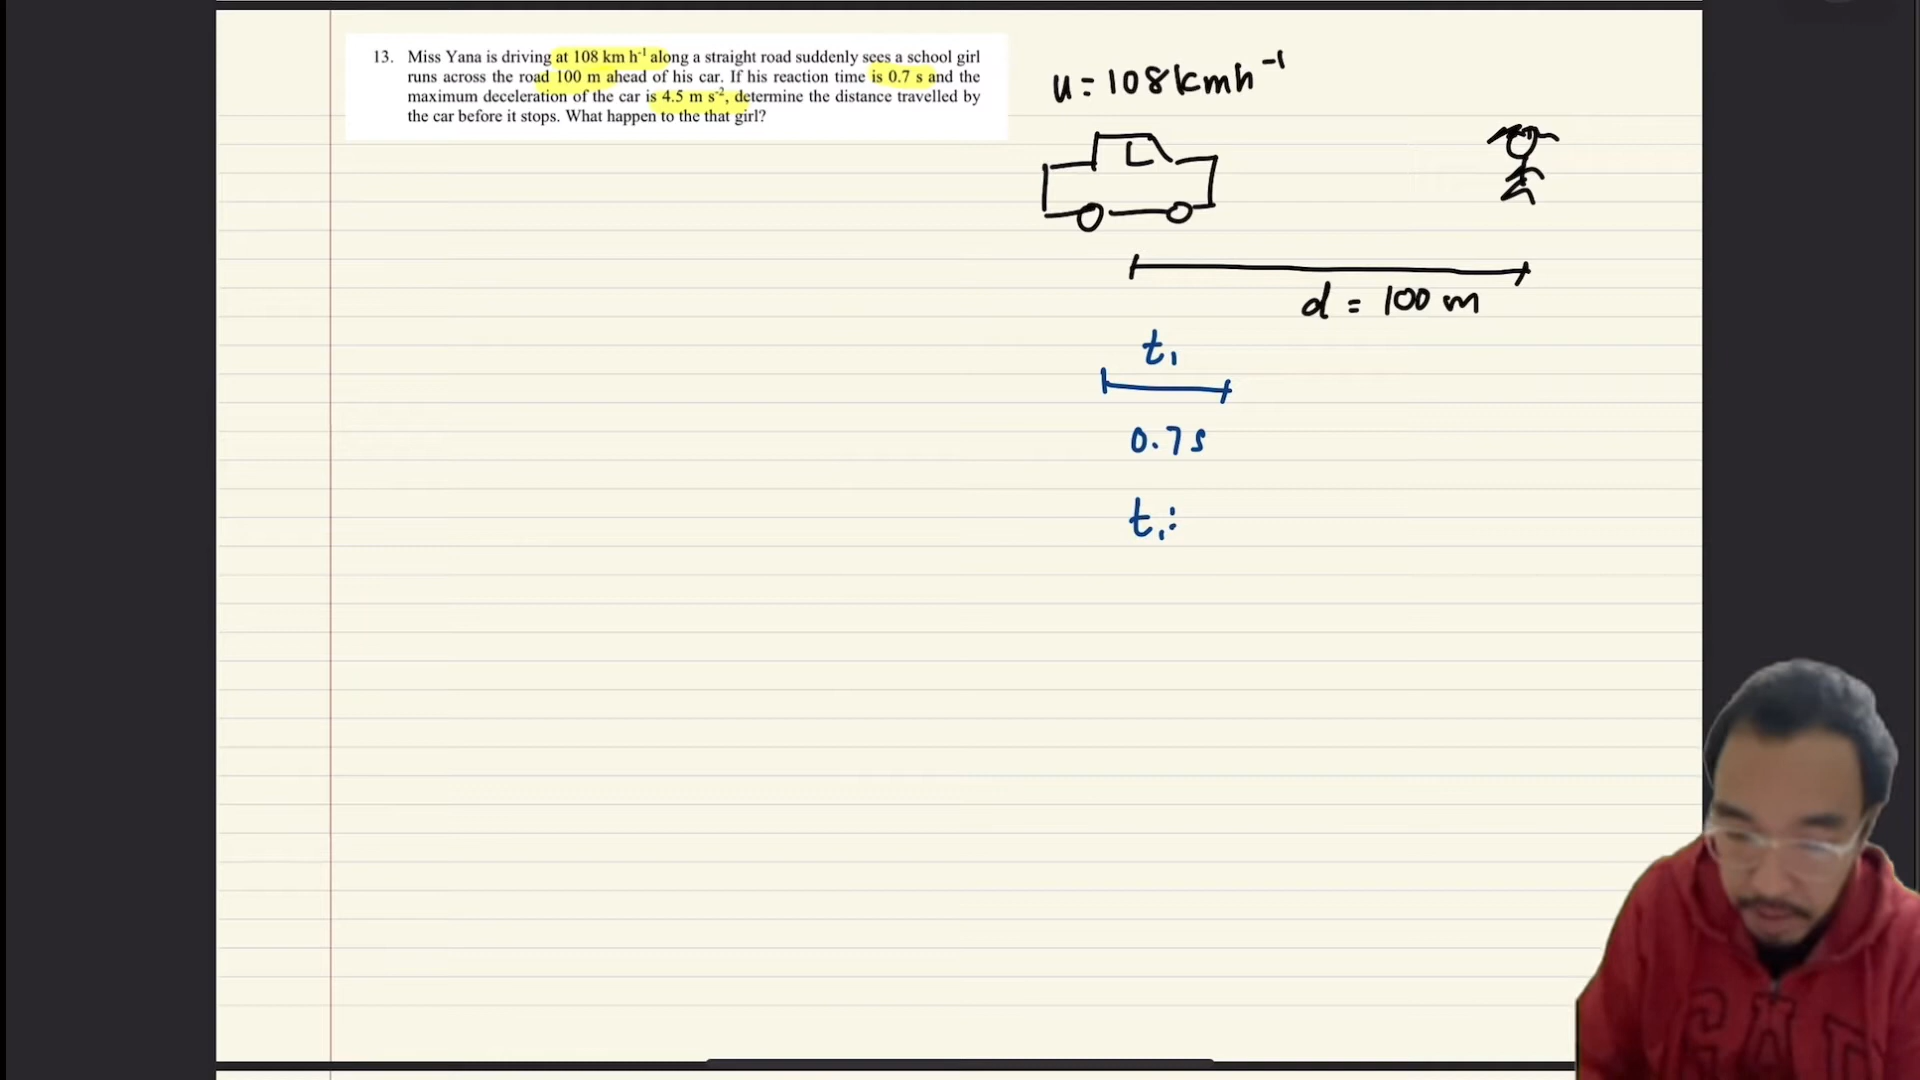 13. Miss Yana is driving at 108 km h⁻¹ along a straight road suddenly sees a school girl
runs across the road 100 m ahead of his car. If his reaction time is 0.7 s and the
maximum deceleration of the car is 4.5 m s⁻², determine the distance travelled by
the car before it stops. What happen to the that girl?
u = 108 kmh⁻¹
d = 100 m
t₁
0.7 s
t₁:
GAP